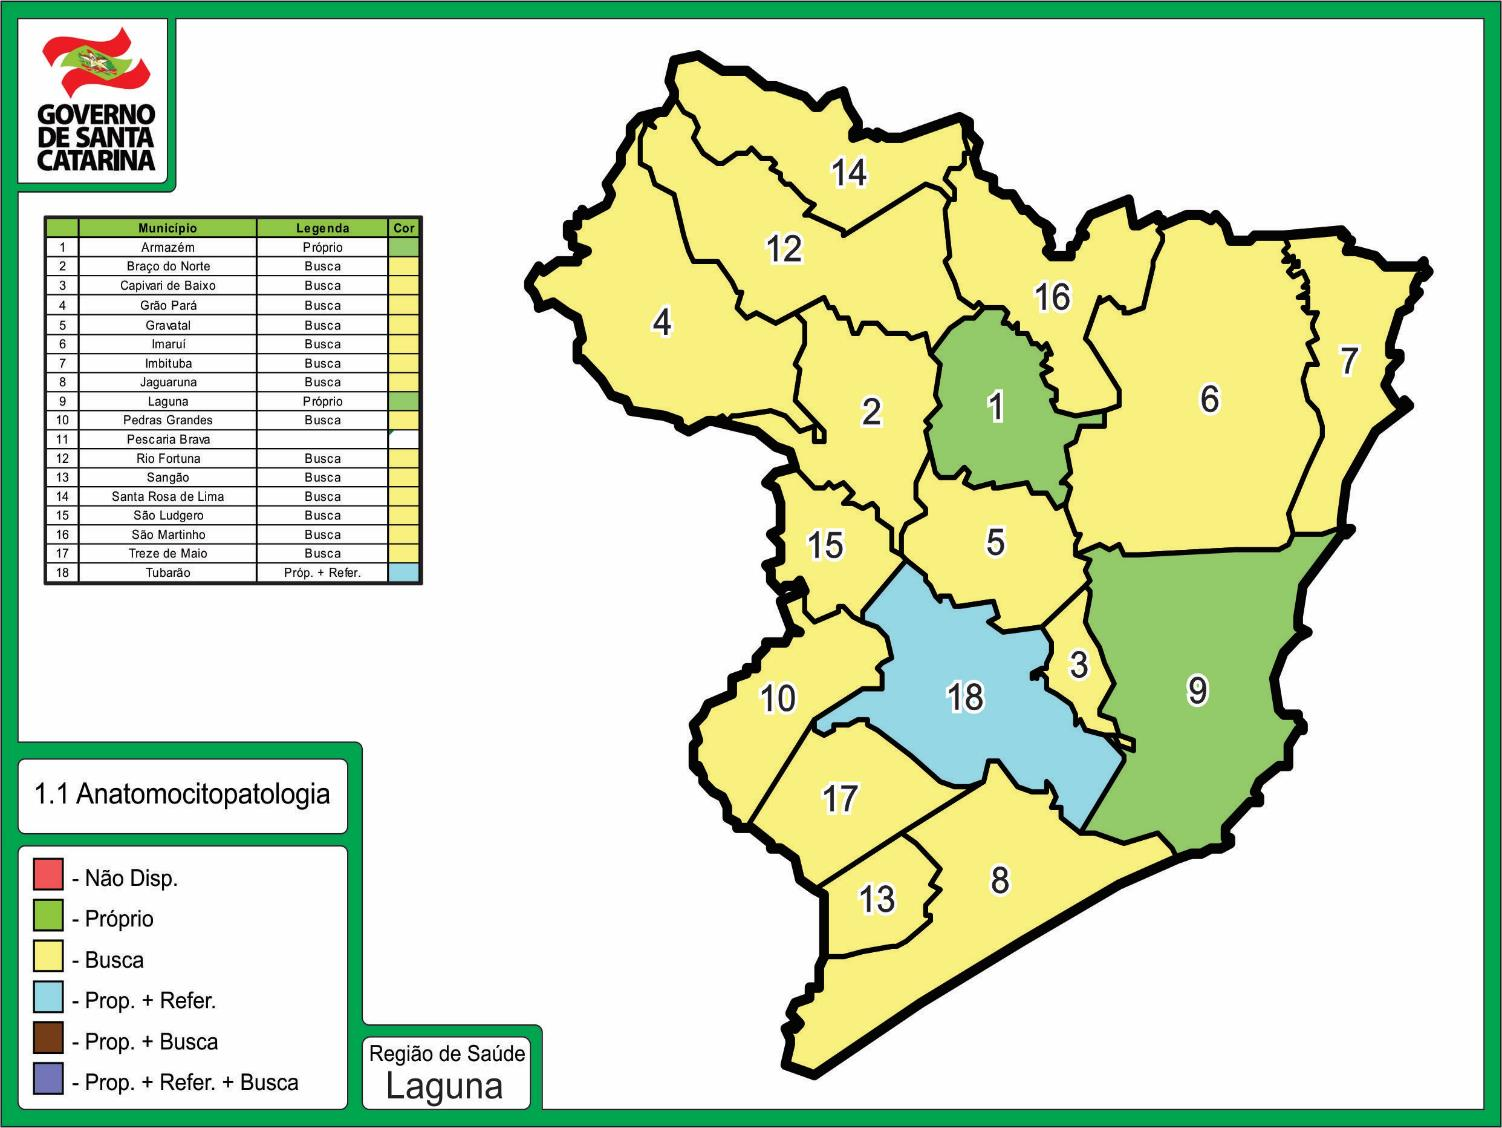 GOVERNO
DE SANTA
CATARINA
Município Legenda Cor
1 Armazém Próprio
2 Braço do Norte Busca
3 Capivari de Baixo Busca
4 Grão Pará Busca
5 Gravatal Busca
6 Imaruí Busca
7 Imbituba Busca
8 Jaguaruna Busca
9 Laguna Próprio
10 Pedras Grandes Busca
11 Pescaria Brava
12 Rio Fortuna Busca
13 Sangão Busca
14 Santa Rosa de Lima Busca
15 São Ludgero Busca
16 São Martinho Busca
17 Treze de Maio Busca
18 Tubarão Próp. + Refer.
14
12
16
4
7
6
1
2
5
15
3
9
10
18
17
8
13
1.1 Anatomocitopatologia
- Não Disp.
- Próprio
- Busca
- Prop. + Refer.
- Prop. + Busca
- Prop. + Refer. + Busca
Região de Saúde
Laguna